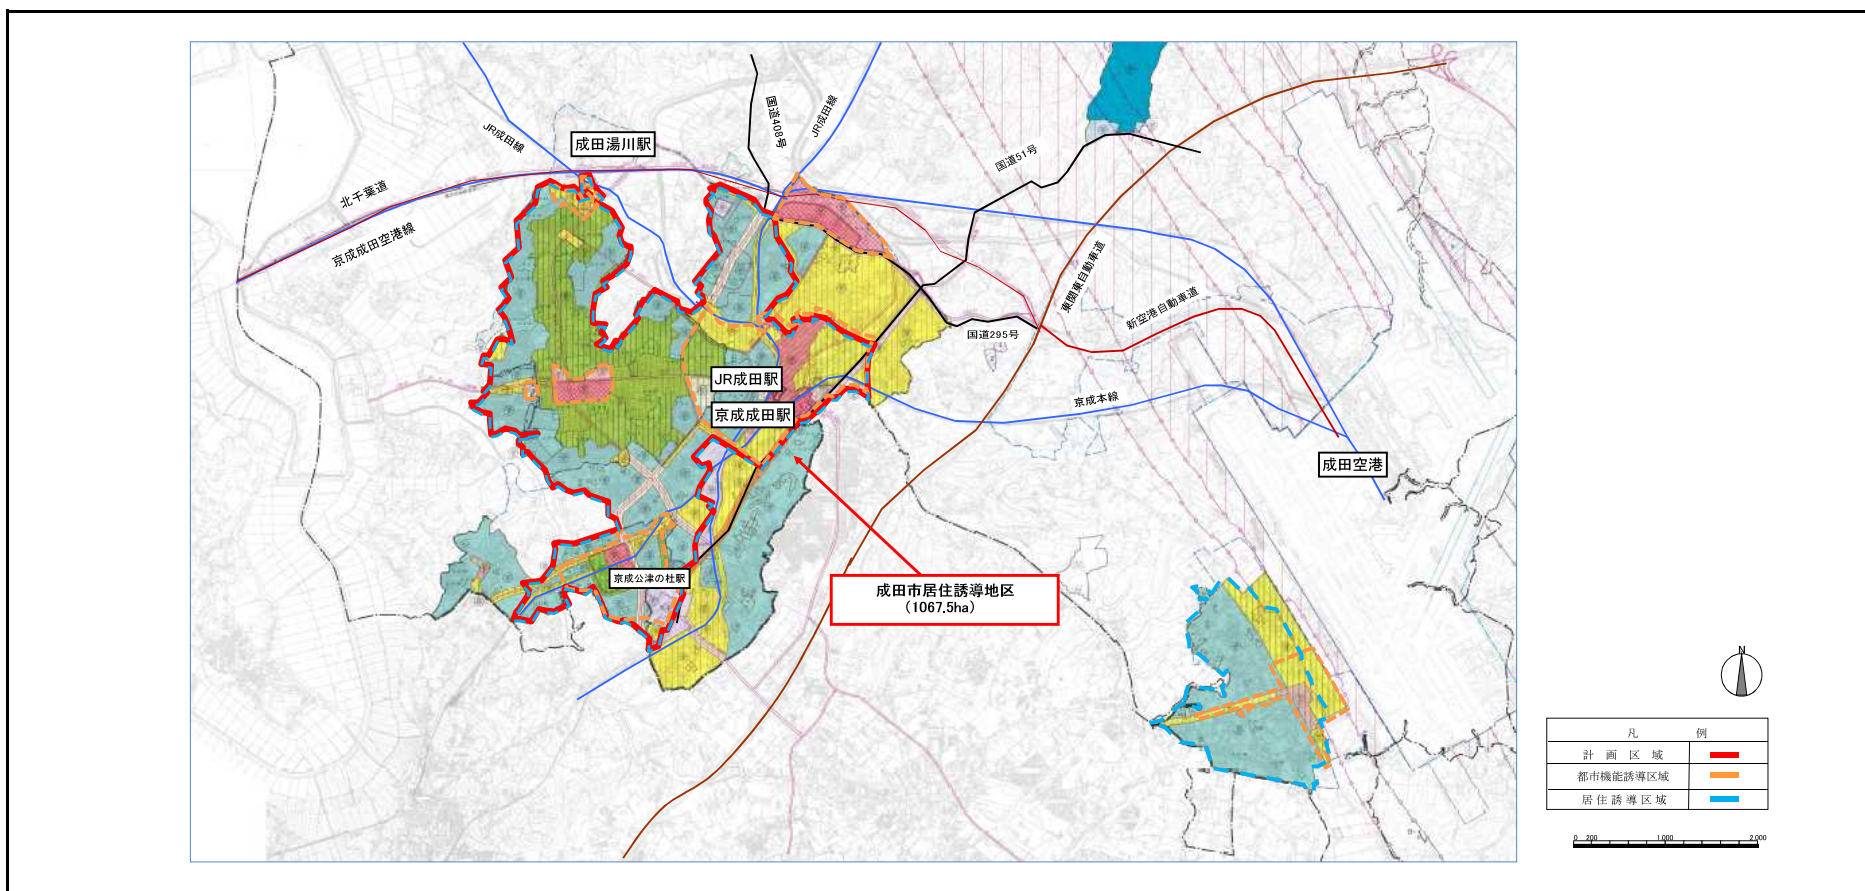 国道408号
JR成田線
JR成田線
成田湯川駅
国道51号
北千葉道
京成成田空港線
東関東自動車道
新空港自動車道
国道295号
JR成田駅
京成本線
京成成田駅
成田空港
京成公津の杜駅
成田市居住誘導地区
（1067.5ha）
N
凡 例
計 画 区 域
都市機能誘導区域
居 住 誘 導 区 域
0 200 1,000 2,000